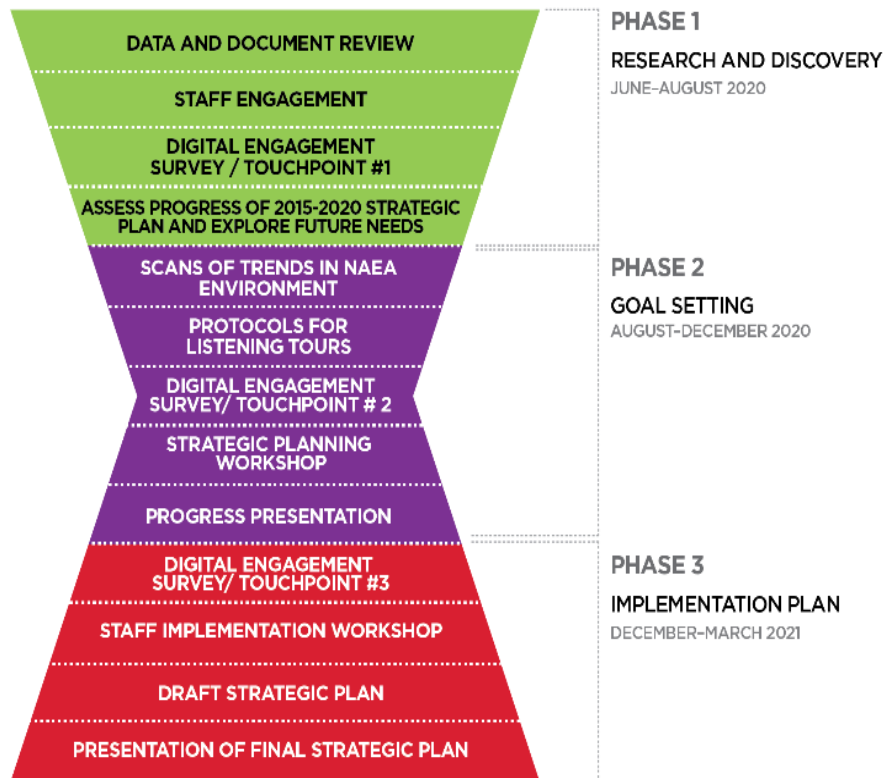 DATA AND DOCUMENT REVIEW
STAFF ENGAGEMENT
DIGITAL ENGAGEMENT
SURVEY / TOUCHPOINT #1
ASSESS PROGRESS OF 2015-2020 STRATEGIC
PLAN AND EXPLORE FUTURE NEEDS
PHASE 1
RESEARCH AND DISCOVERY
JUNE–AUGUST 2020
SCANS OF TRENDS IN NAEA
ENVIRONMENT
PROTOCOLS FOR
LISTENING TOURS
DIGITAL ENGAGEMENT
SURVEY/ TOUCHPOINT # 2
STRATEGIC PLANNING
WORKSHOP
PROGRESS PRESENTATION
PHASE 2
GOAL SETTING
AUGUST–DECEMBER 2020
DIGITAL ENGAGEMENT
SURVEY/ TOUCHPOINT #3
STAFF IMPLEMENTATION WORKSHOP
DRAFT STRATEGIC PLAN
PRESENTATION OF FINAL STRATEGIC PLAN
PHASE 3
IMPLEMENTATION PLAN
DECEMBER–MARCH 2021